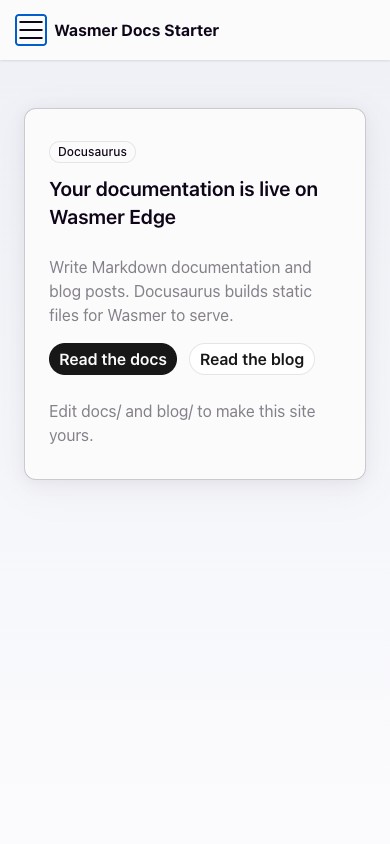 Wasmer Docs Starter
Docusaurus
Your documentation is live on
Wasmer Edge
Write Markdown documentation and
blog posts. Docusaurus builds static
files for Wasmer to serve.
Read the docs
Read the blog
Edit docs/ and blog/ to make this site
yours.